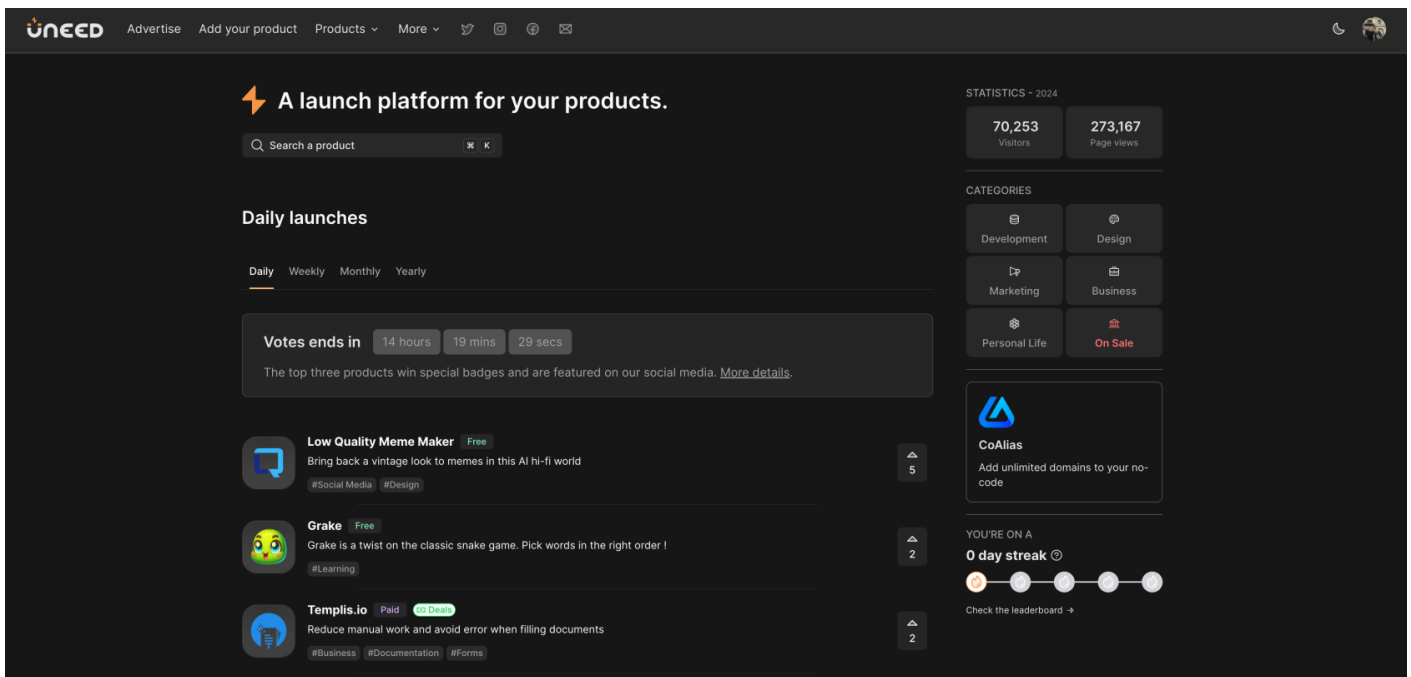 ÜNEED Advertise Add your product Products More
A launch platform for your products.
Search a product ⌘ K
Daily launches
Daily Weekly Monthly Yearly
Votes ends in 14 hours 19 mins 29 secs
The top three products win special badges and are featured on our social media. More details.
Low Quality Meme Maker Free
Bring back a vintage look to memes in this AI hi-fi world
#Social Media #Design
5
Grake Free
Grake is a twist on the classic snake game. Pick words in the right order !
#Learning
2
Templis.io Paid Deals
Reduce manual work and avoid error when filling documents
#Business #Documentation #Forms
2
STATISTICS - 2024
70,253 273,167
Visitors Page views
CATEGORIES
Development Design
Marketing Business
Personal Life On Sale
CoAlias
Add unlimited domains to your no-
code
YOU'RE ON A
0 day streak
Check the leaderboard →